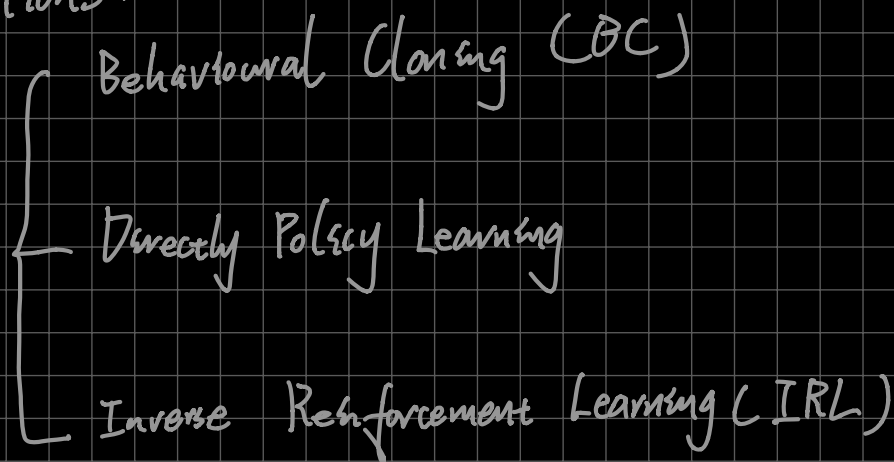 Behavioural Cloning (BC)
Directly Policy Learning
Inverse Reinforcement Learning (IRL)